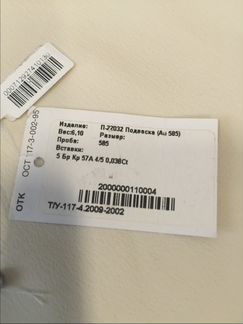 Изделие: П-27032 Подвеска (Au 585)
Вес:6,10 Размер:
Проба: 585
Вставки:
5 Бр Кр 57А 4/5 0,038Ct
2000000110004
ТУ-117-4.2009-2002
ОТК ОСТ 117-3-002-95